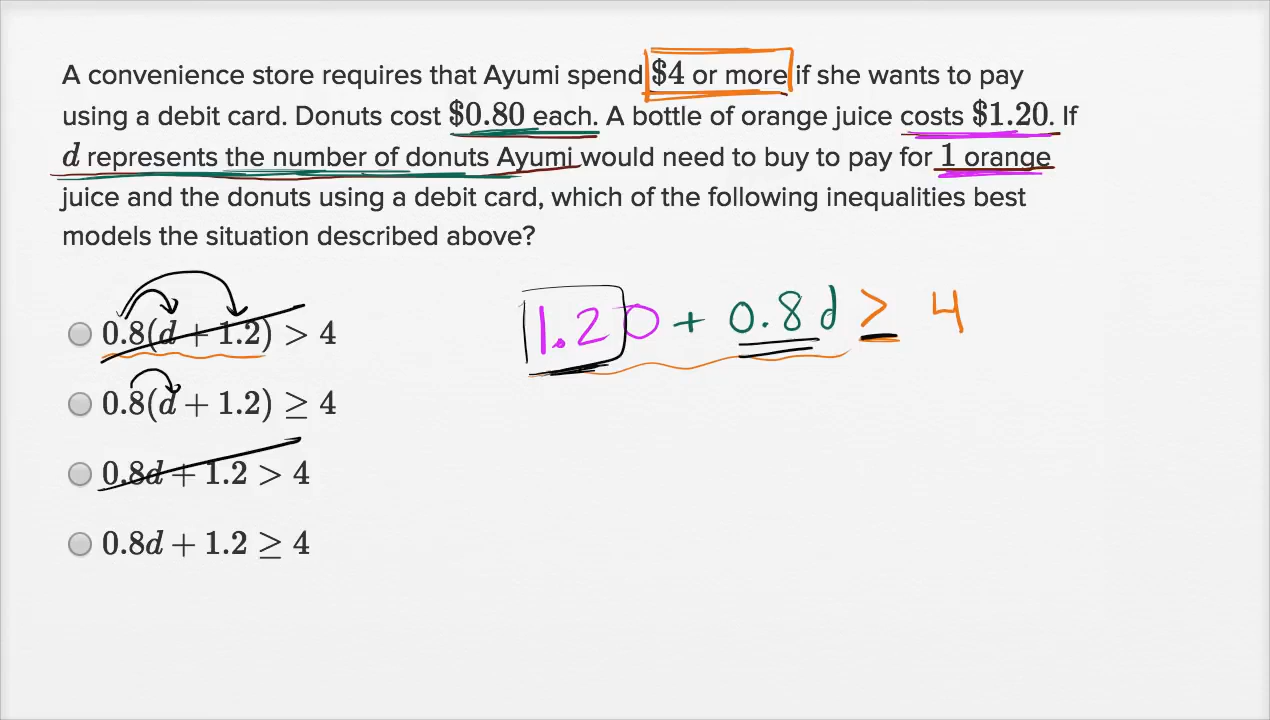 A convenience store requires that Ayumi spend $4 or more if she wants to pay
using a debit card. Donuts cost $0.80 each. A bottle of orange juice costs $1.20. If
d represents the number of donuts Ayumi would need to buy to pay for 1 orange
juice and the donuts using a debit card, which of the following inequalities best
models the situation described above?
0.8(d + 1.2) > 4
1.20 + 0.8d ≥ 4
0.8(d + 1.2) ≥ 4
0.8d + 1.2 > 4
0.8d + 1.2 ≥ 4